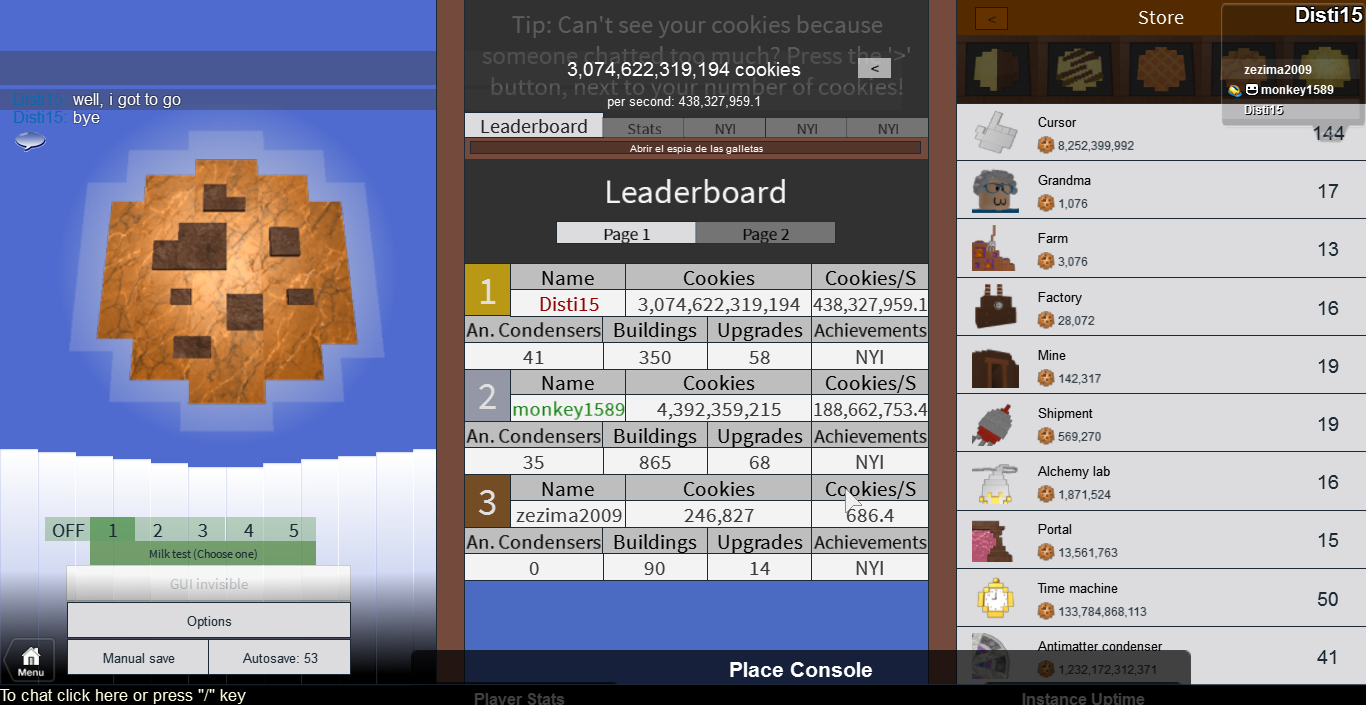 Disti15: well, i got to go
Disti15: bye
OFF 1 2 3 4 5
Milk test (Choose one)
GUI invisible
Options
Manual save
Autosave: 53
Menu
To chat click here or press "/" key
Tip: Can't see your cookies because
someone chatted too much? Press the '>'
button, next to your number of cookies!
3,074,622,319,194 cookies
<
per second: 438,327,959.1
Leaderboard Stats NYI NYI NYI
Abrir el espia de las galletas
Leaderboard
Page 1 Page 2
1 Name Cookies Cookies/S
Disti15 3,074,622,319,194 438,327,959.1
An. Condensers Buildings Upgrades Achievements
41 350 58 NYI
2 Name Cookies Cookies/S
monkey1589 4,392,359,215 188,662,753.4
An. Condensers Buildings Upgrades Achievements
35 865 68 NYI
3 Name Cookies Cookies/S
zezima2009 246,827 686.4
An. Condensers Buildings Upgrades Achievements
0 90 14 NYI
Place Console
Player Stats
Instance Uptime
< Store
Disti15
zezima2009
monkey1589
Disti15
Cursor
8,252,399,992
144
Grandma
1,076
17
Farm
3,076
13
Factory
28,072
16
Mine
142,317
19
Shipment
569,270
19
Alchemy lab
1,871,524
16
Portal
13,561,763
15
Time machine
133,784,868,113
50
Antimatter condenser
1,232,172,312,371
41